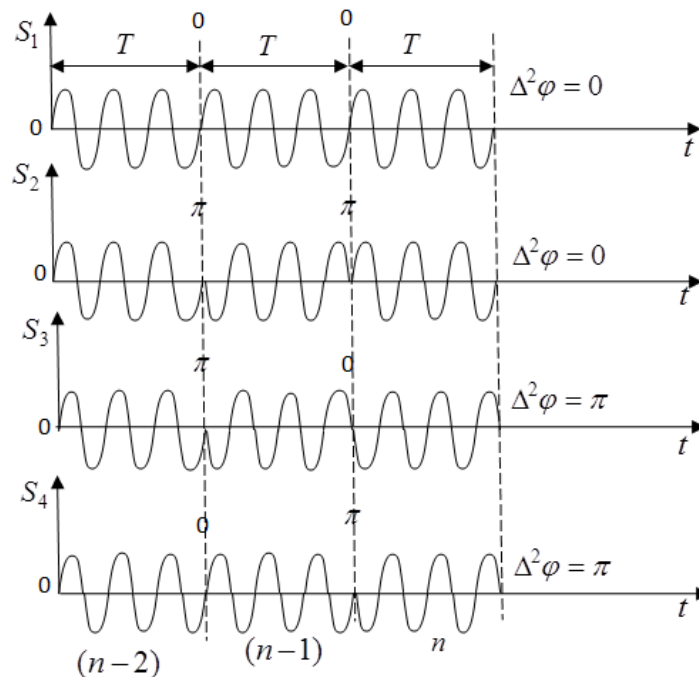 0 0
S₁ T T T
Δ²φ = 0
0 t
S₂ π π
Δ²φ = 0
0 t
S₃ π 0
Δ²φ = π
0 t
S₄ 0 π
Δ²φ = π
0 t
(n−2) (n−1) n